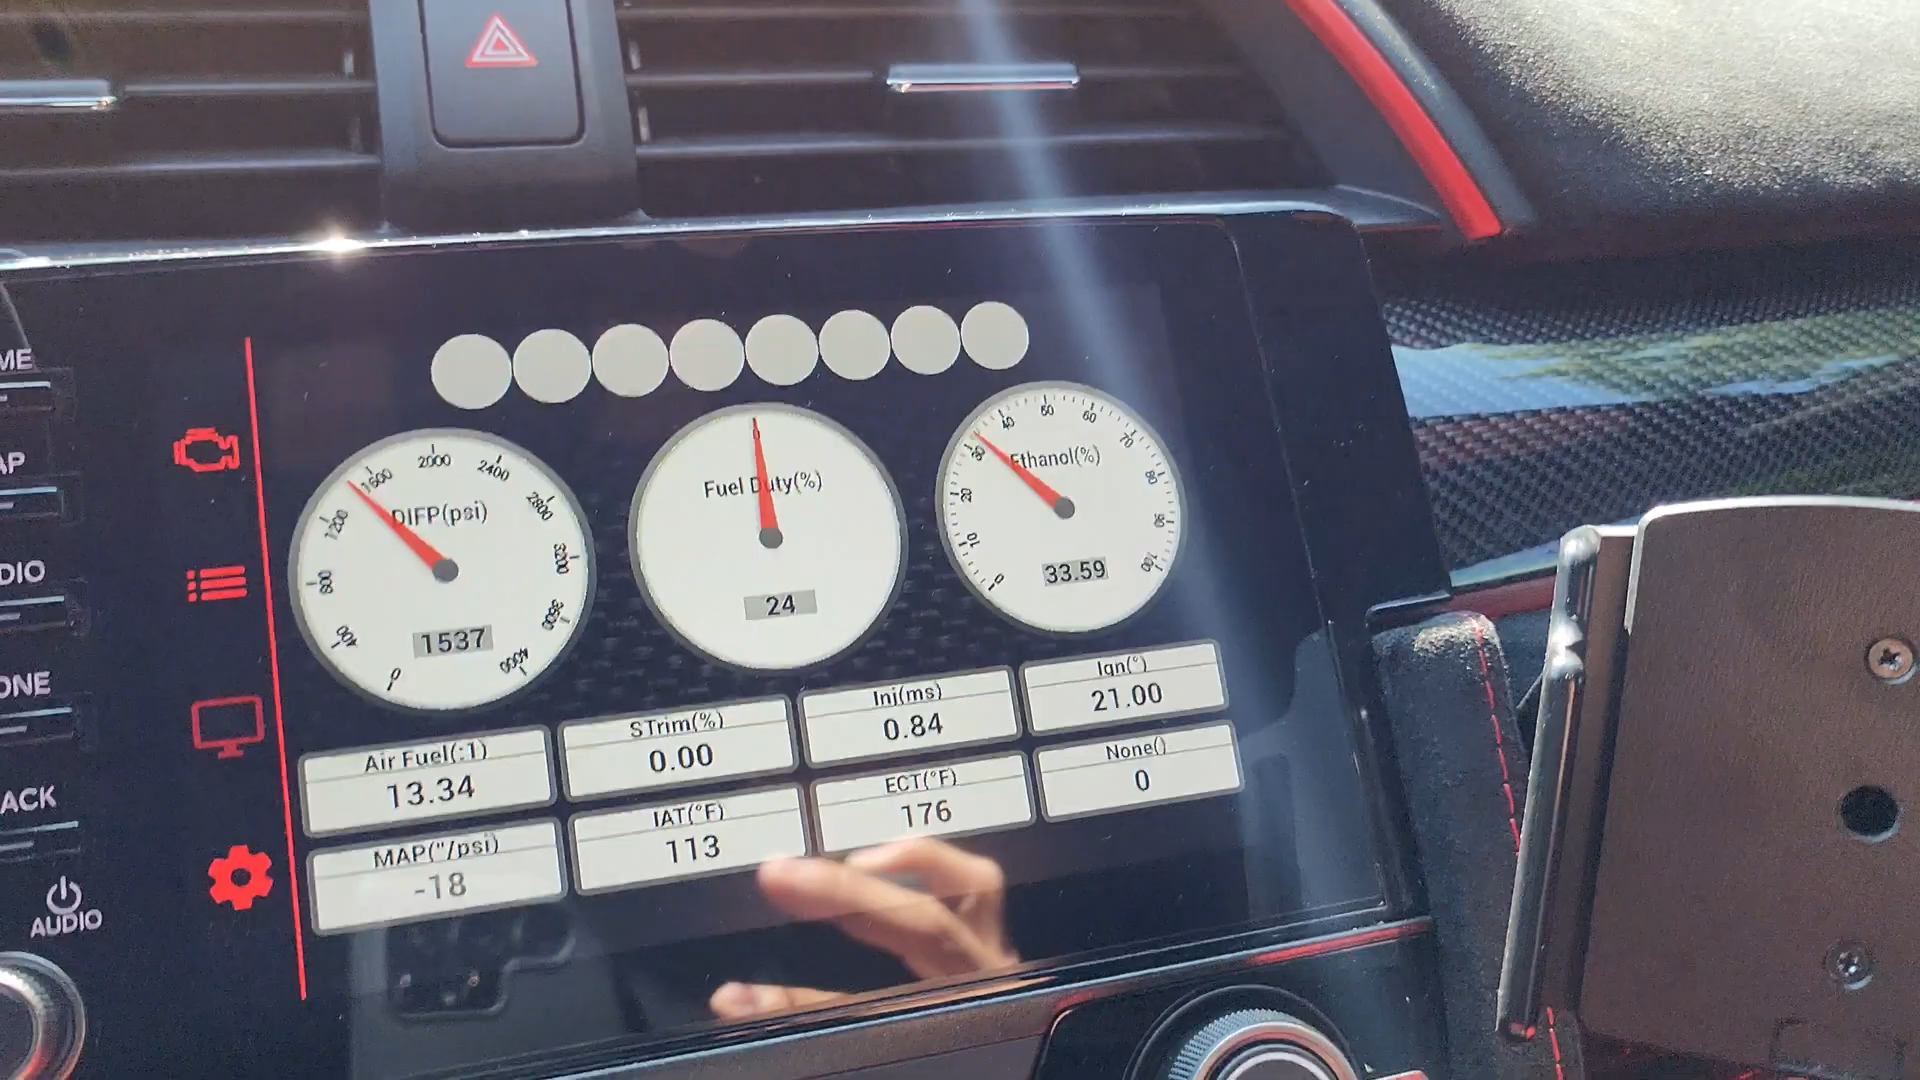 ME
AP
DIO
ONE
ACK
AUDIO
0
400
800
1200
1600
2000
2400
2800
3200
3600
4000
DIFP(psi)
1537
0
Fuel Duty(%)
24
0
10
20
30
40
50
60
70
80
90
100
Ethanol(%)
33.59
Air Fuel(:1)
13.34
STrim(%)
0.00
Inj(ms)
0.84
Ign(°)
21.00
MAP("/psi)
-18
IAT(°F)
113
ECT(°F)
176
None()
0